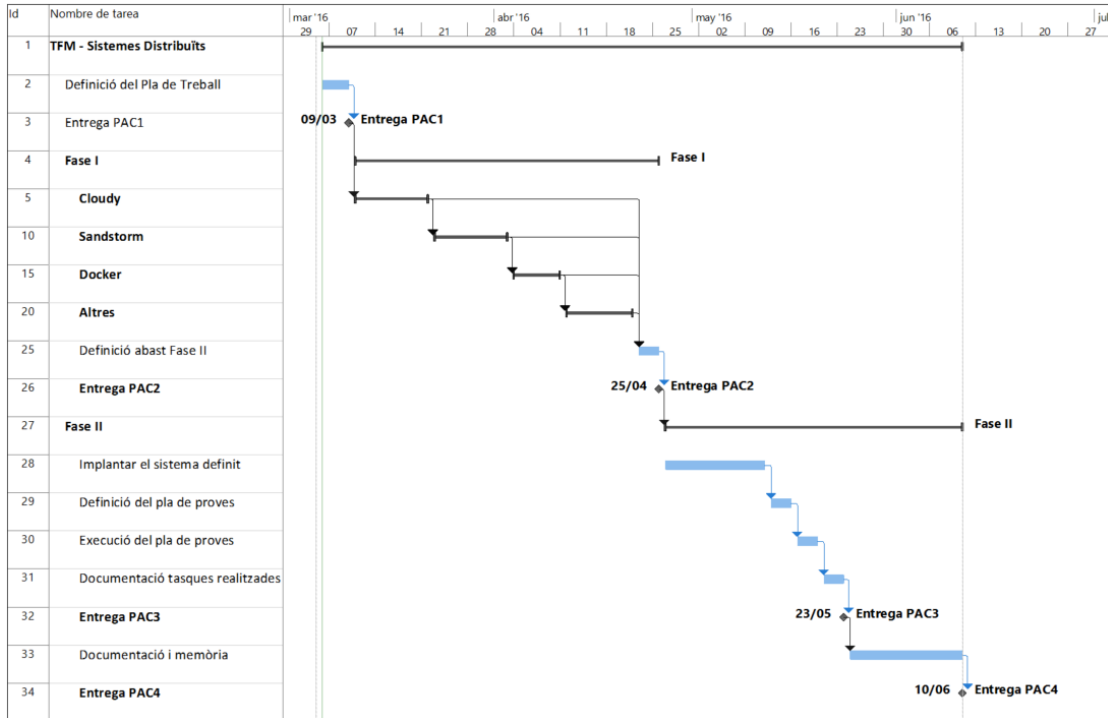 Id Nombre de tarea mar '16 abr '16 may '16 jun '16 jul
29 07 14 21 28 04 11 18 25 02 09 16 23 30 06 13 20 27
1 TFM - Sistemes Distribuïts
2 Definició del Pla de Treball
3 Entrega PAC1 09/03 Entrega PAC1
4 Fase I Fase I
5 Cloudy
10 Sandstorm
15 Docker
20 Altres
25 Definició abast Fase II
26 Entrega PAC2 25/04 Entrega PAC2
27 Fase II Fase II
28 Implantar el sistema definit
29 Definició del pla de proves
30 Execució del pla de proves
31 Documentació tasques realitzades
32 Entrega PAC3 23/05 Entrega PAC3
33 Documentació i memòria
34 Entrega PAC4 10/06 Entrega PAC4